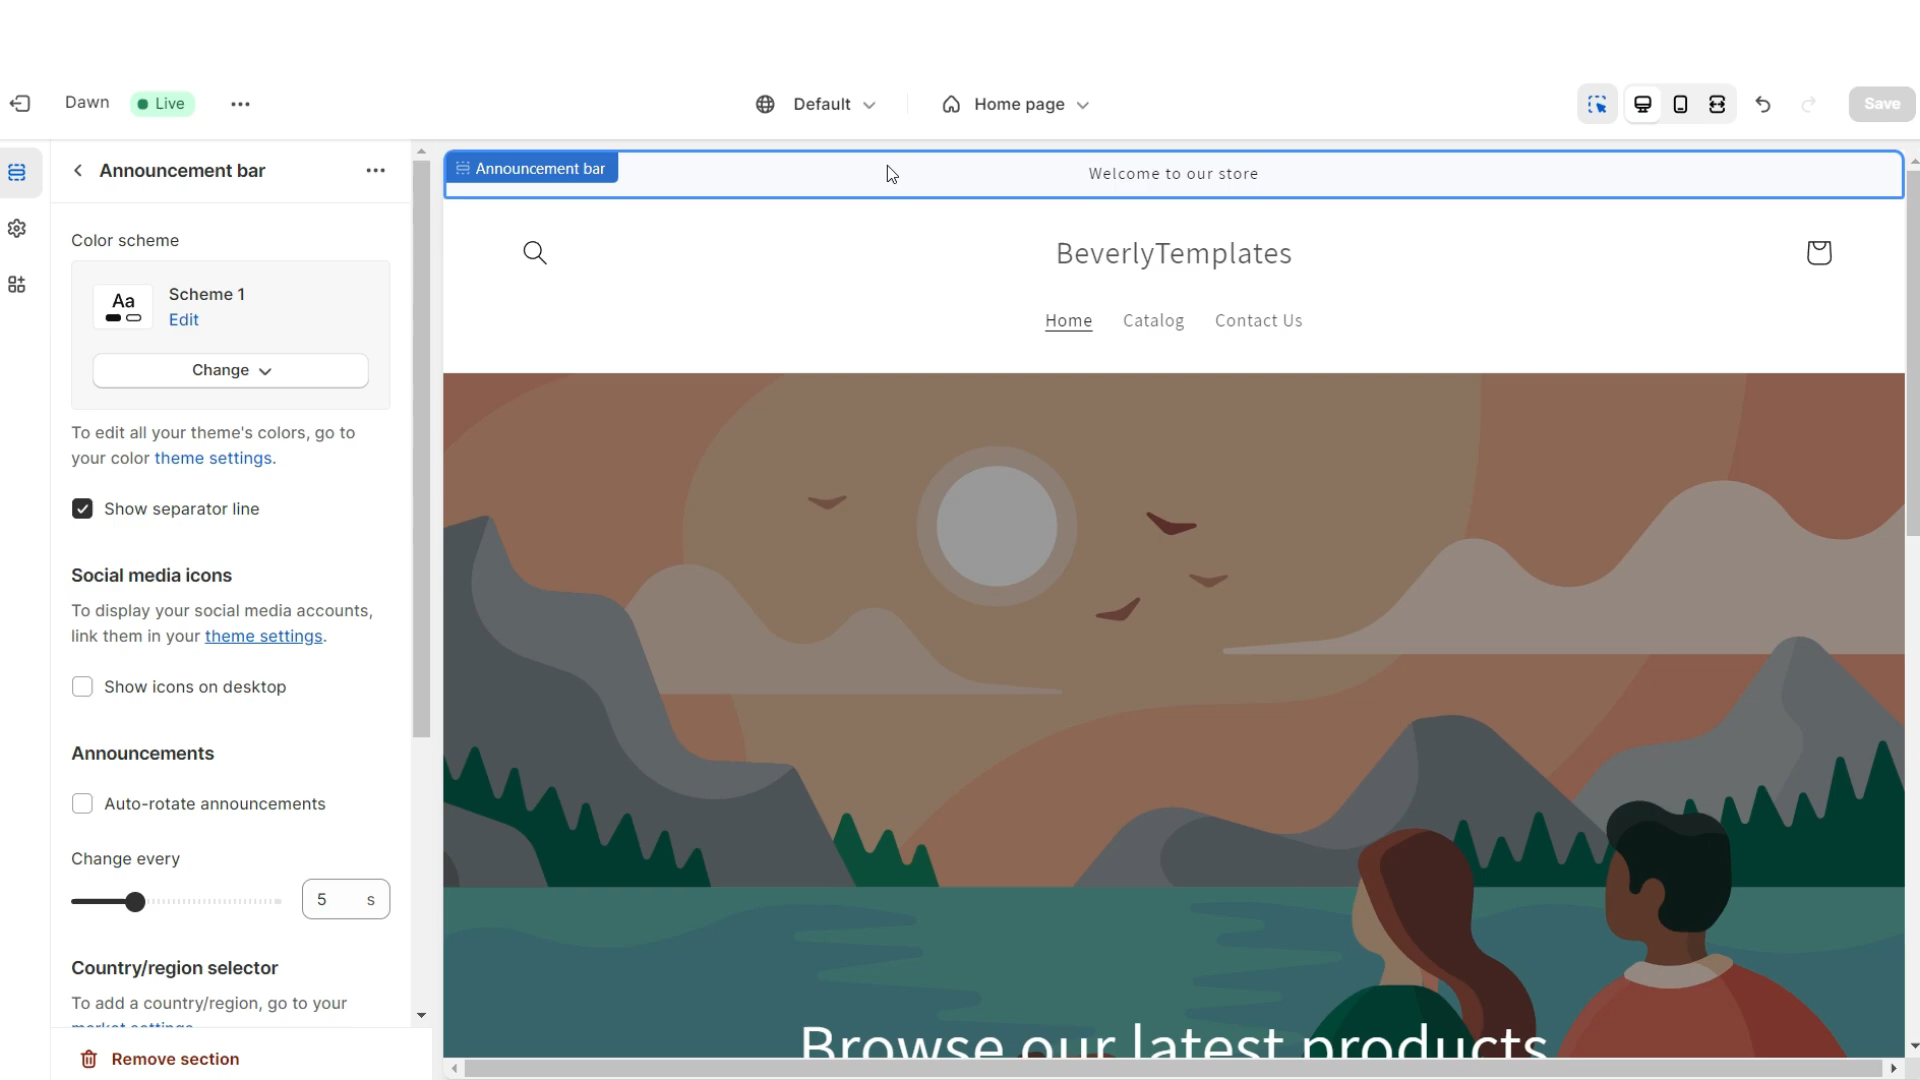 Dawn
Live
Default
Home page
Save
Announcement bar
Color scheme
Aa
Scheme 1
Edit
Change
To edit all your theme's colors, go to
your color theme settings.
Show separator line
Social media icons
To display your social media accounts,
link them in your theme settings.
Show icons on desktop
Announcements
Auto-rotate announcements
Change every
5 s
Country/region selector
To add a country/region, go to your
market settings
Remove section
Announcement bar
Welcome to our store
BeverlyTemplates
Home Catalog Contact Us
Browse our latest products